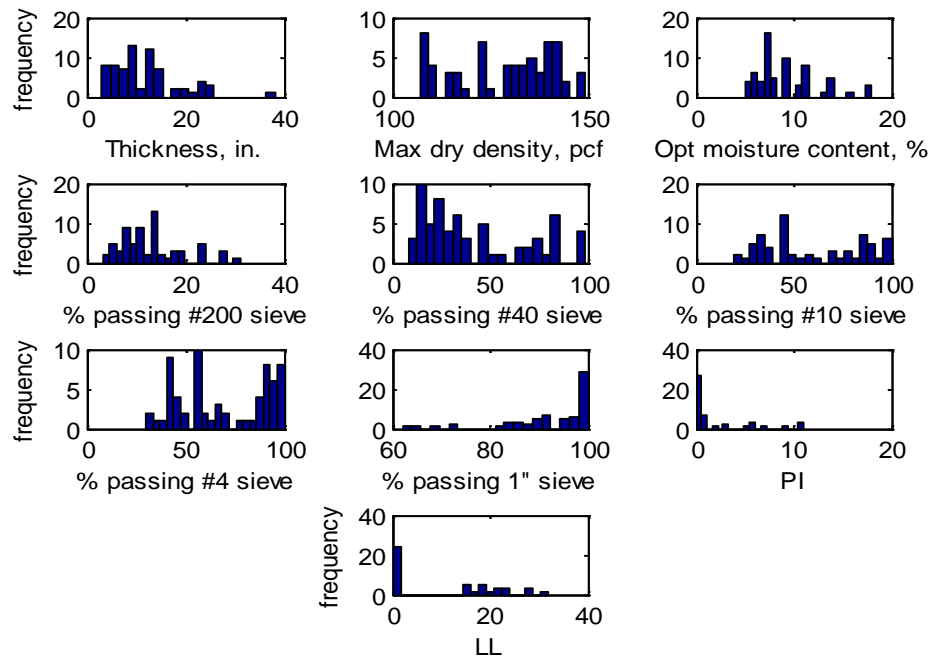 20 10 20
frequency 10 5 10
0 0 0
0 20 40 100 150 0 10 20
Thickness, in. Max dry density, pcf Opt moisture content, %
20 10 20
frequency 10 5 10
0 0 0
0 20 40 0 50 100 0 50 100
% passing #200 sieve % passing #40 sieve % passing #10 sieve
10 40 40
frequency 5 20 20
0 0 0
0 50 100 60 80 100 0 10 20
% passing #4 sieve % passing 1" sieve PI
40
frequency 20
0
0 20 40
LL